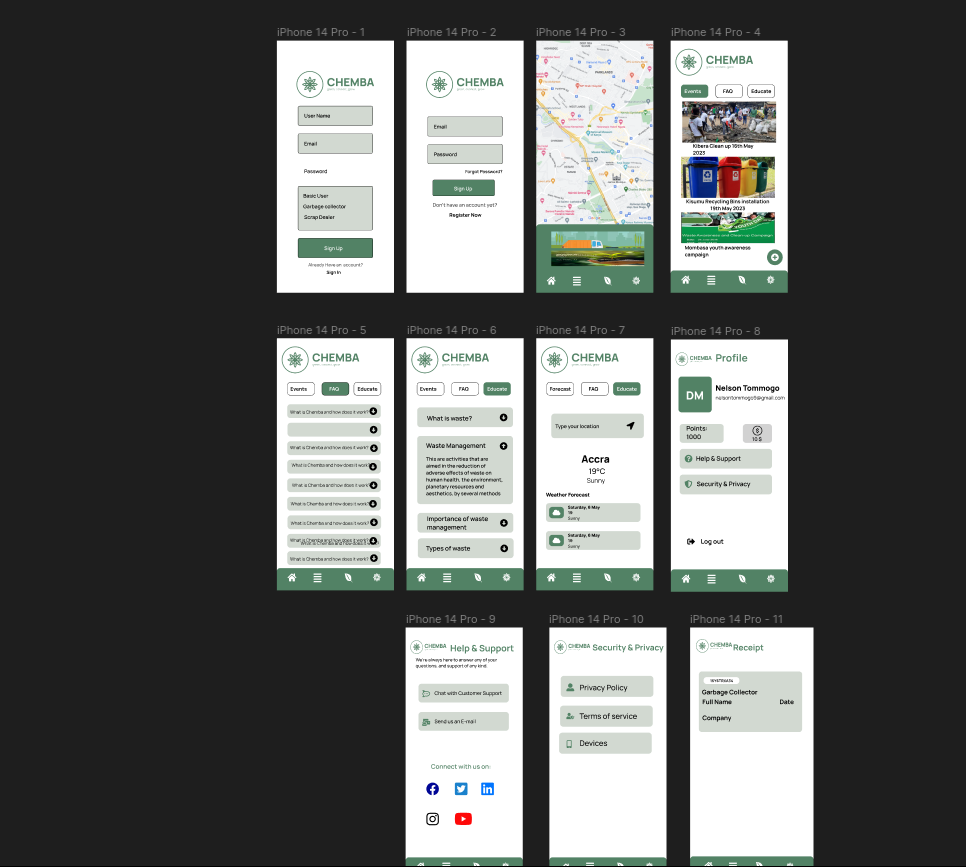 iPhone 14 Pro - 1
CHEMBA
User Name
Email
Password
Basic User
Garbage collector
Scrap Dealer
Sign Up
Already Have an account?
Sign In
iPhone 14 Pro - 2
CHEMBA
Email
Password
Forgot Password?
Sign Up
Don't have an account yet?
Register Now
iPhone 14 Pro - 3
PARKLANDS
iPhone 14 Pro - 4
CHEMBA
Events
FAQ
Educate
Kibera Clean up 16th May
2023
Kisumu Recycling Bins installation
19th May 2023
Mombasa youth awareness
campaign
iPhone 14 Pro - 5
CHEMBA
Events
FAQ
Educate
What is Chemba and how does it work?
What is Chemba and how does it work?
What is Chemba and how does it work?
What is Chemba and how does it work?
What is Chemba and how does it work?
What is Chemba and how does it work?
What is Chemba and how does it work?
What is Chemba and how does it work?
What is Chemba and how does it work?
iPhone 14 Pro - 6
CHEMBA
Events
FAQ
Educate
What is waste?
Waste Management
This are activities that are
aimed in the reduction of
adverse effects of waste on
human health, the environment,
planetary resources and
aesthetics, by several methods
Importance of waste
management
Types of waste
iPhone 14 Pro - 7
CHEMBA
Forecast
FAQ
Educate
Type your location
Accra
19°C
Sunny
Weather Forecast
Saturday, 6 May
19
Sunny
Saturday, 6 May
19
Sunny
iPhone 14 Pro - 8
CHEMBA
Profile
DM
Nelson Tommogo
nelsontommogo6@gmail.com
Points:
1000
10 $
Help & Support
Security & Privacy
Log out
iPhone 14 Pro - 9
CHEMBA
Help & Support
We're always here to answer any of your
questions, and support of any kind.
Chat with Customer Support
Send us an E-mail
Connect with us on:
iPhone 14 Pro - 10
CHEMBA
Security & Privacy
Privacy Policy
Terms of service
Devices
iPhone 14 Pro - 11
CHEMBA
Receipt
Garbage Collector
Full Name
Date
Company